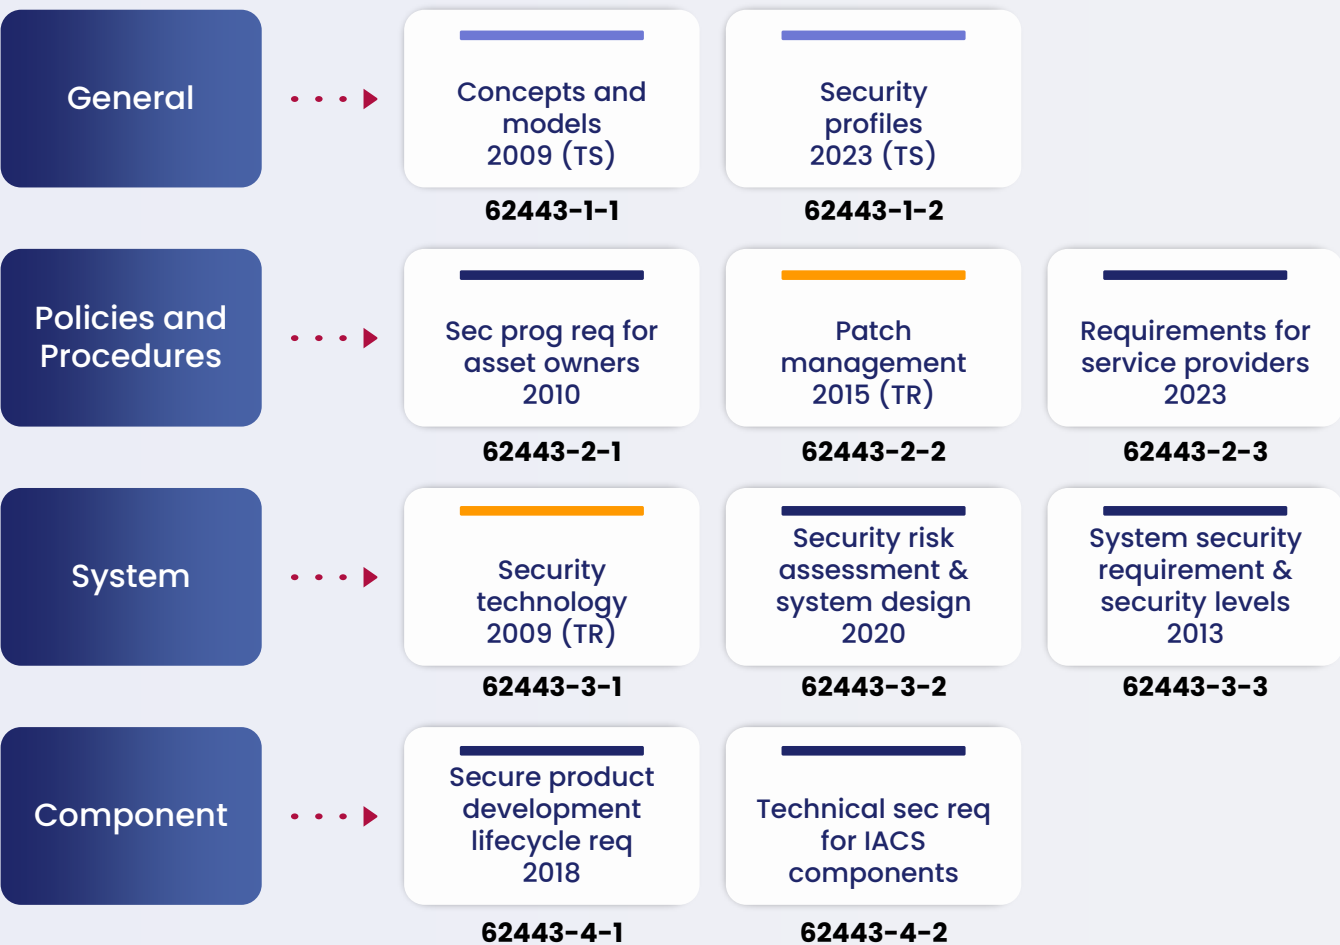 General
Concepts and
models
2009 (TS)
62443-1-1
Security
profiles
2023 (TS)
62443-1-2
Policies and
Procedures
Sec prog req for
asset owners
2010
62443-2-1
Patch
management
2015 (TR)
62443-2-2
Requirements for
service providers
2023
62443-2-3
System
Security
technology
2009 (TR)
62443-3-1
Security risk
assessment &
system design
2020
62443-3-2
System security
requirement &
security levels
2013
62443-3-3
Component
Secure product
development
lifecycle req
2018
62443-4-1
Technical sec req
for IACS
components
62443-4-2